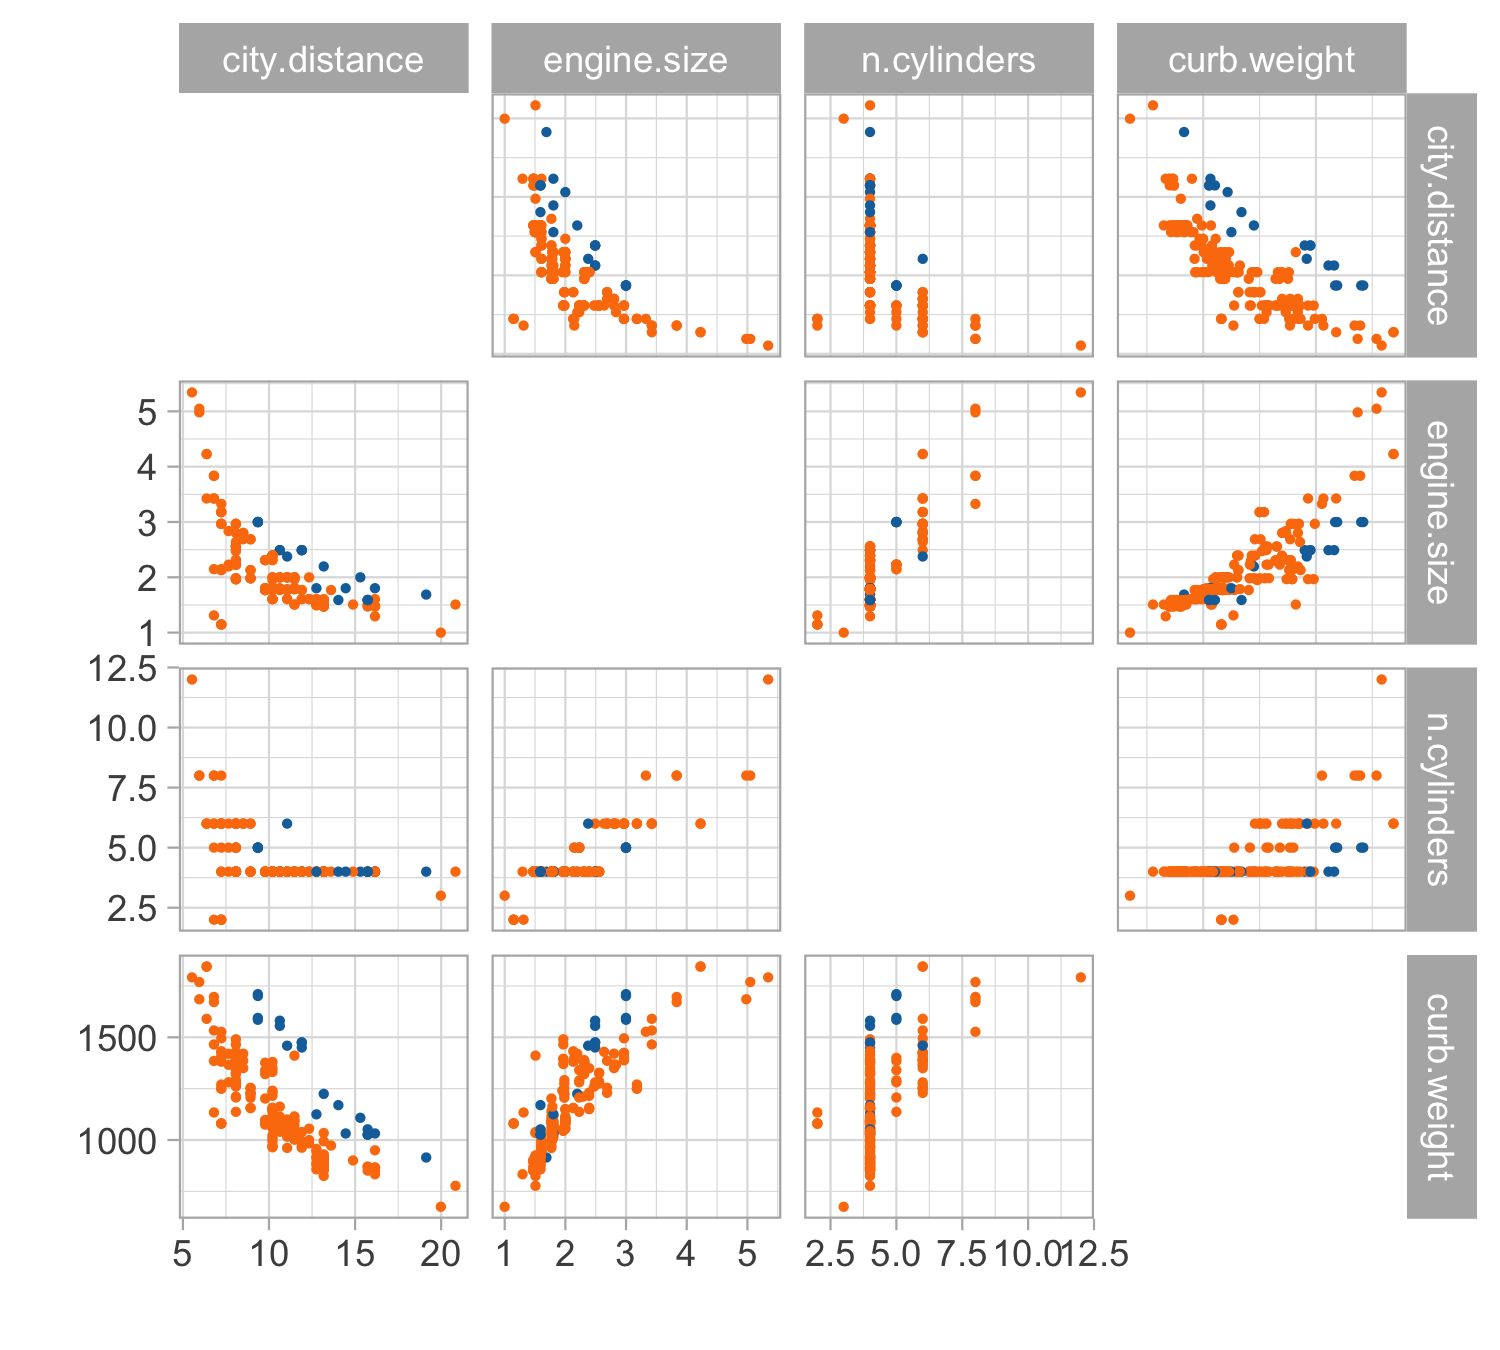 city.distance engine.size n.cylinders curb.weight
city.distance
5
4
3
2
1
engine.size
12.5
10.0
7.5
5.0
2.5
n.cylinders
1500
1000
curb.weight
5 10 15 20 1 2 3 4 5 2.5 5.0 7.5 10.0 12.5